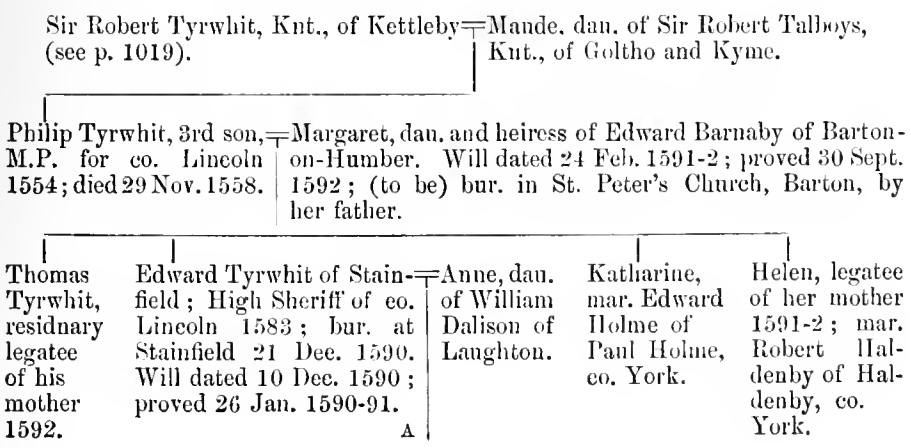 Sir Robert Tyrwhit, Knt., of Kettleby
(see p. 1019).
Maude, dan. of Sir Robert Talboys,
Knt., of Goltho and Kyme.
Philip Tyrwhit, 3rd son,
M.P. for co. Lincoln
1554; died 29 Nov. 1558.
Margaret, dan. and heiress of Edward Barnaby of Barton-
on-Humber. Will dated 24 Feb. 1591-2; proved 30 Sept.
1592; (to be) bur. in St. Peter's Church, Barton, by
her father.
Thomas
Tyrwhit,
residuary
legatee
of his
mother
1592.
Edward Tyrwhit of Stain-
field; High Sheriff of co.
Lincoln 1583; bur. at
Stainfield 21 Dec. 1590.
Will dated 10 Dec. 1590;
proved 26 Jan. 1590-91.
A
Anne, dau.
of William
Dalison of
Laughton.
Katharine,
mar. Edward
Holme of
Paul Holme,
co. York.
Helen, legatee
of her mother
1591-2; mar.
Robert Hal-
denby of Hal-
denby, co.
York.